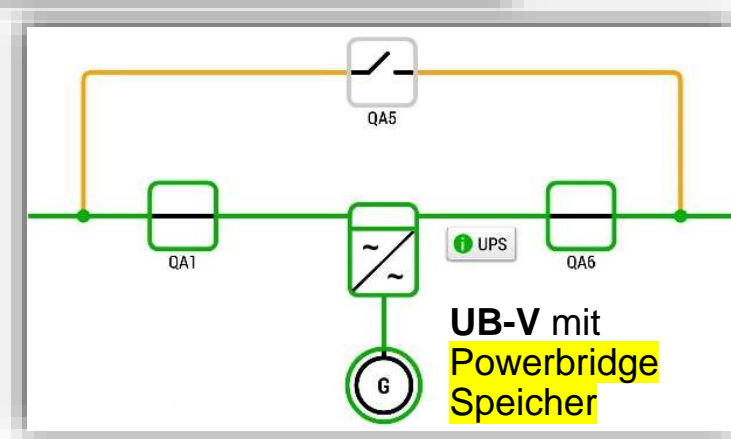 QA5
QA1
UPS
QA6
~
~
G
UB-V mit
Powerbridge
Speicher